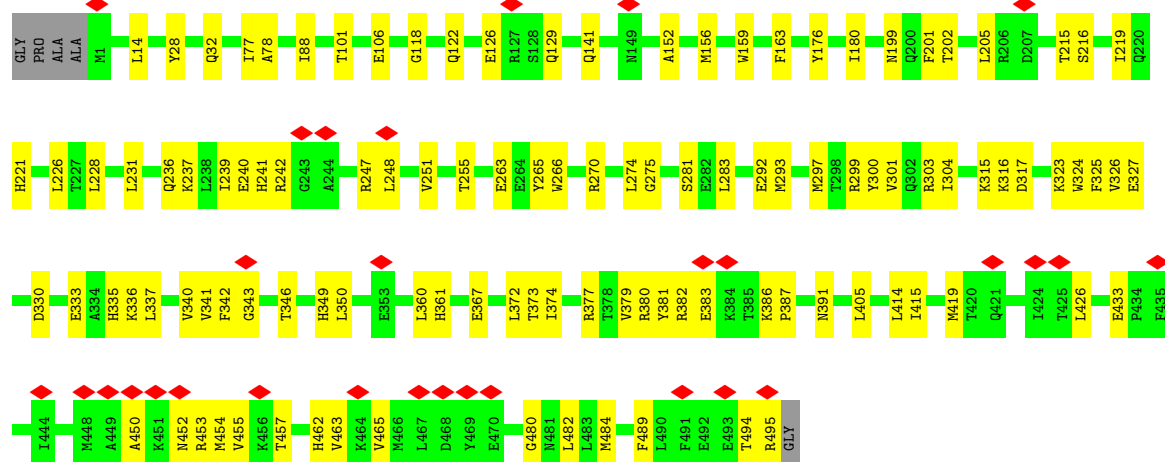 GLY PRO ALA ALA M1 L14 Y28 Q32 I77 A78 I88 T101 E106 G118 Q122 E126 R127 S128 Q129 Q141 N149 A152 M156 W159 F163 Y176 I180 N199 Q200 F201 T202 L205 R206 D207 T215 S216 I219 Q220
H221 L226 T227 L228 L231 Q236 K237 L238 I239 E240 H241 R242 G243 A244 R247 L248 V251 T255 E263 E264 Y265 W266 R270 L274 G275 S281 E282 L283 E292 M293 M297 T298 R299 Y300 V301 Q302 R303 I304 K315 K316 D317 K323 W324 F325 V326 E327
D330 E333 A334 H335 K336 L337 V340 V341 F342 G343 T346 H349 L350 E353 L360 H361 E367 L372 T373 I374 R377 T378 V379 R380 Y381 R382 E383 K384 T385 K386 P387 N391 L405 L414 I415 M419 T420 Q421 I424 T425 L426 E433 P434 F435
I444 M448 A449 A450 K451 N452 R453 M454 V455 K456 T457 H462 V463 K464 V465 M466 L467 D468 Y469 E470 G480 N481 L482 L483 M484 F489 L490 F491 E492 E493 T494 R495 GLY